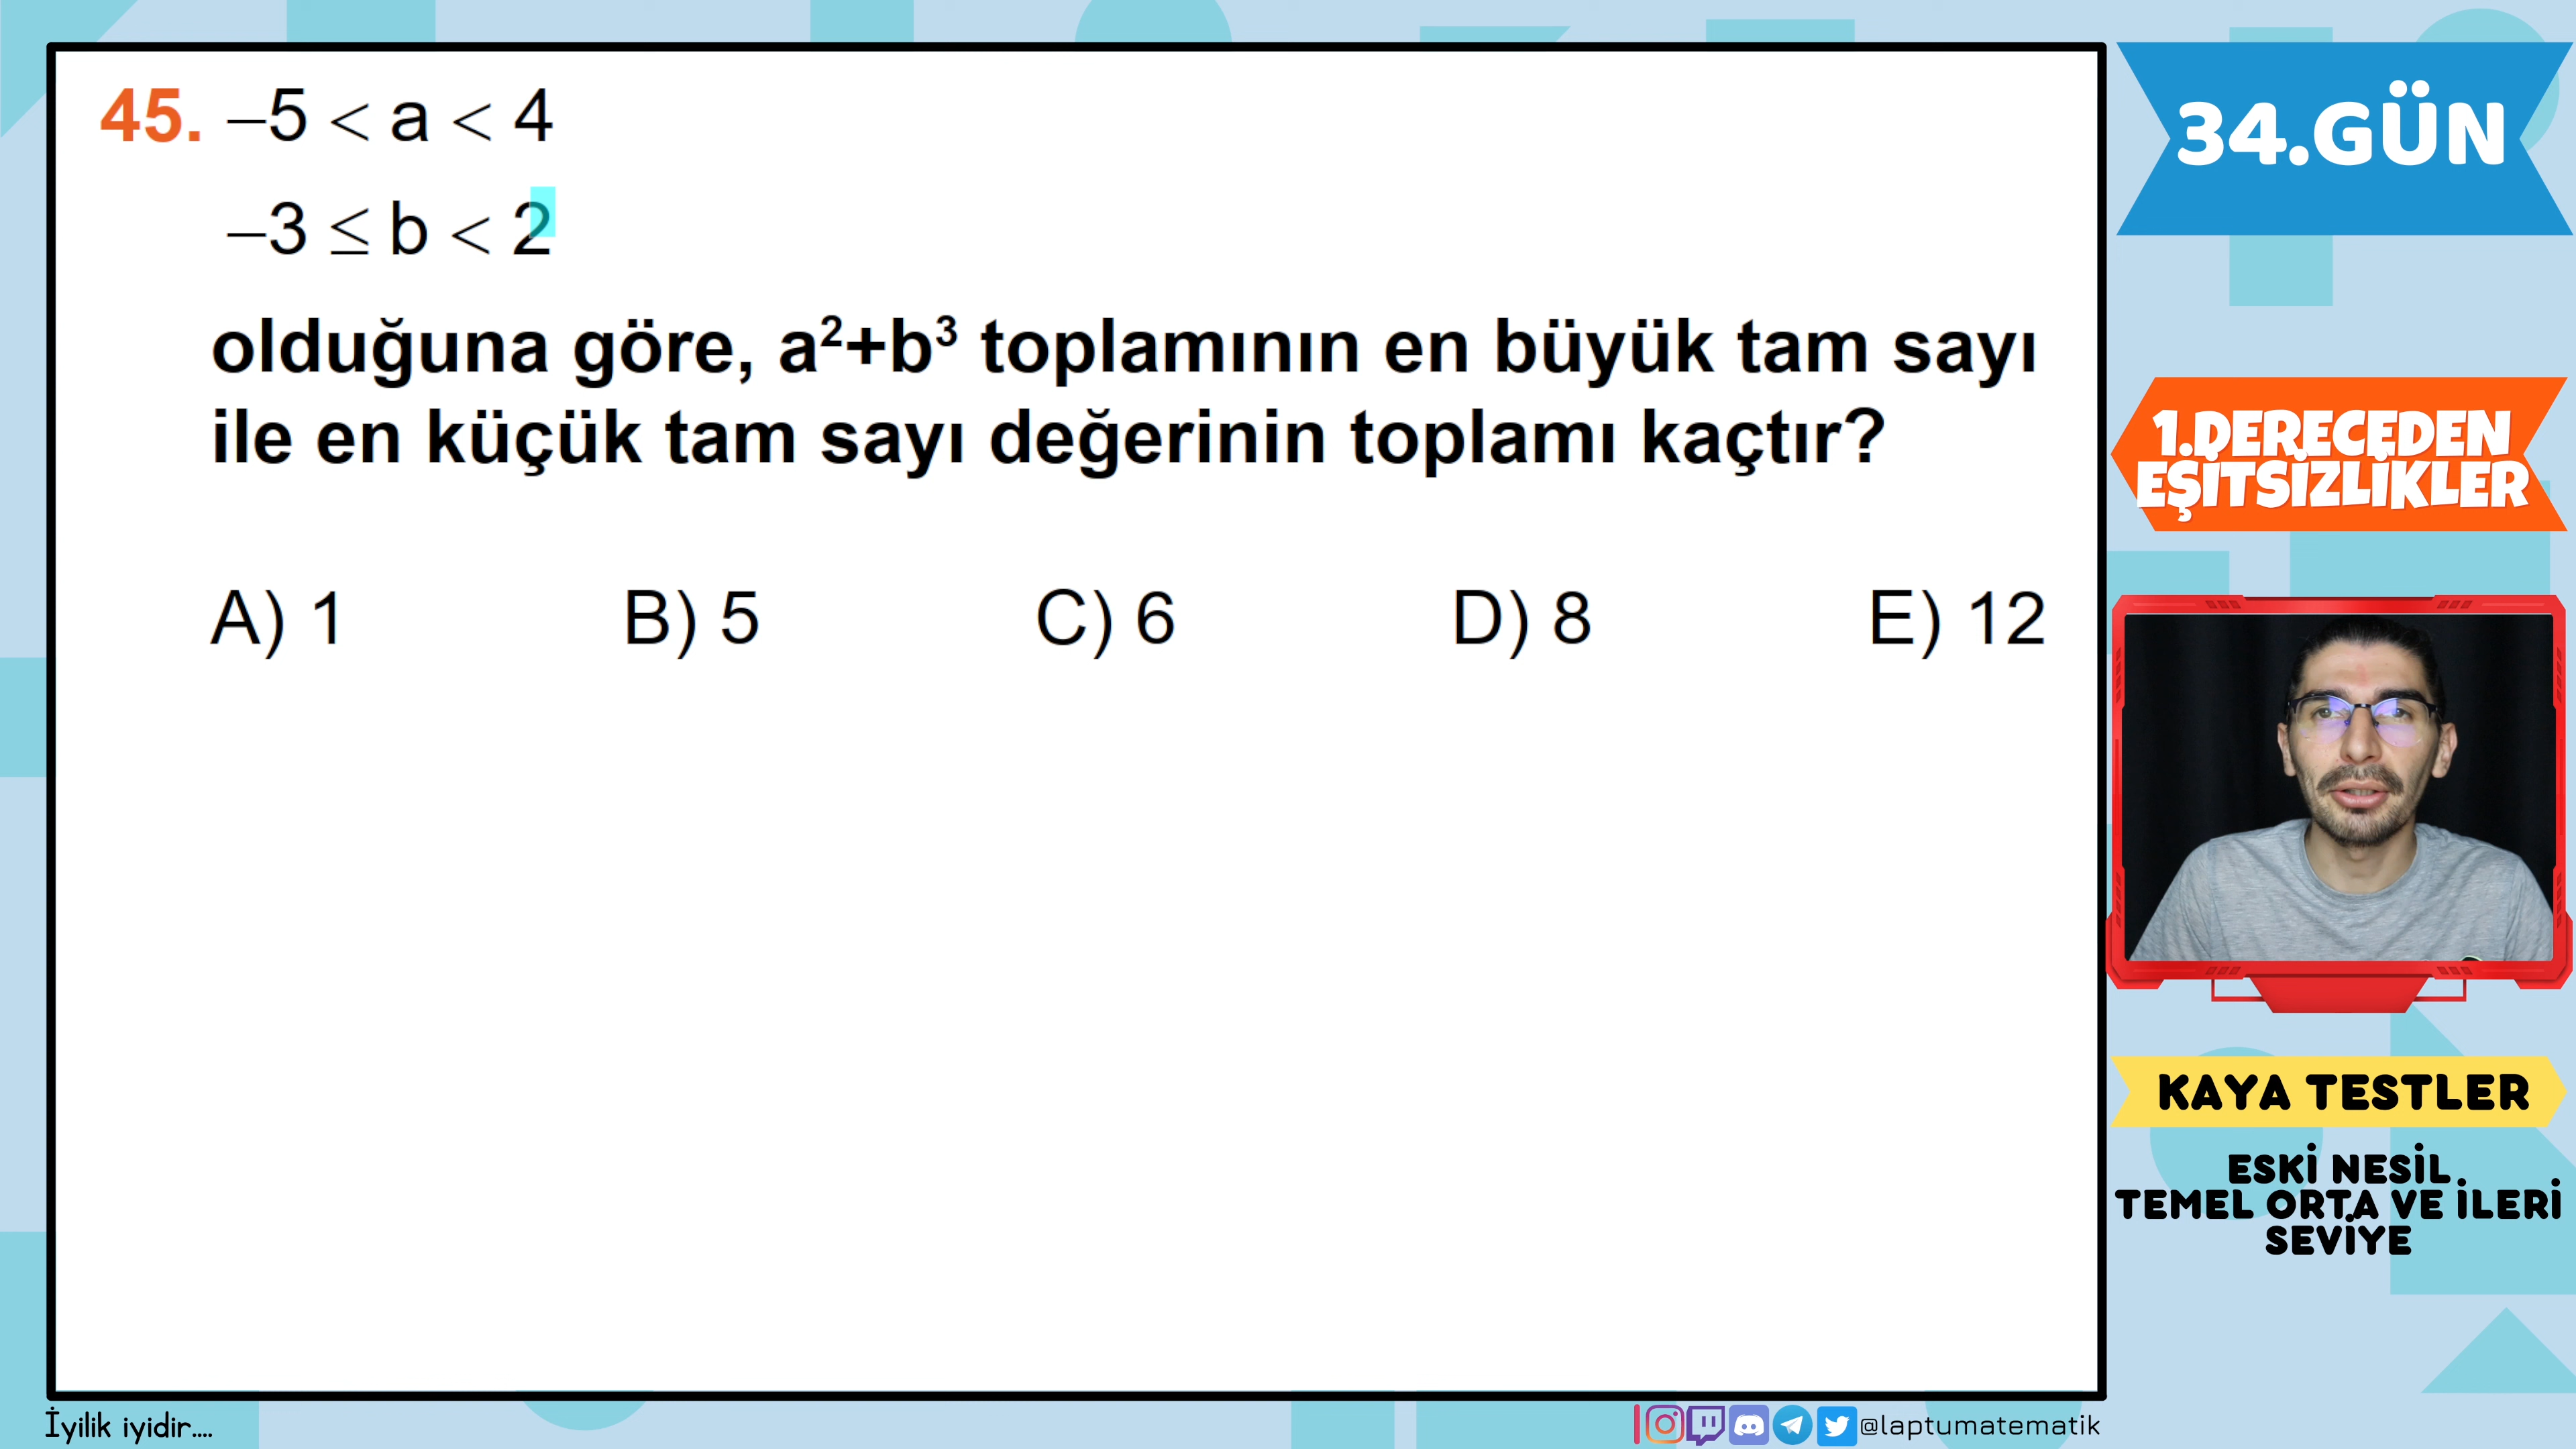 45. –5 < a < 4
–3 ≤ b < 2
olduğuna göre, a²+b³ toplamının en büyük tam sayı
ile en küçük tam sayı değerinin toplamı kaçtır?
A) 1 B) 5 C) 6 D) 8 E) 12
34.GÜN
1.DERECEDEN
EŞİTSİZLİKLER
KAYA TESTLER
ESKİ NESİL
TEMEL ORTA VE İLERİ
SEVİYE
İyilik iyidir....
@laptumatematik